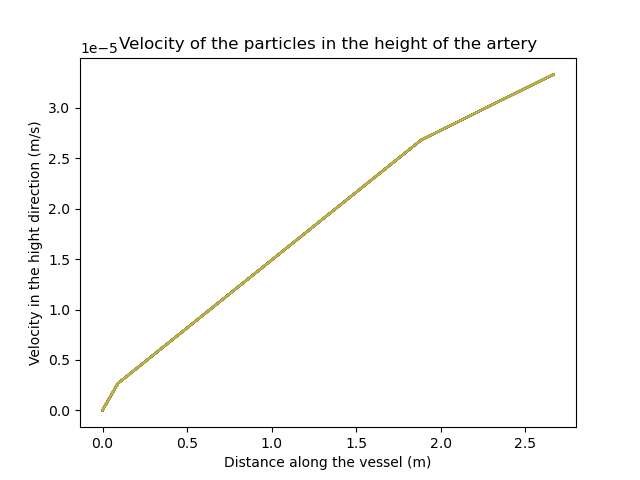 Velocity of the particles in the height of the artery
1e−5
3.0
2.5
2.0
1.5
1.0
0.5
0.0
Velocity in the hight direction (m/s)
0.0 0.5 1.0 1.5 2.0 2.5
Distance along the vessel (m)